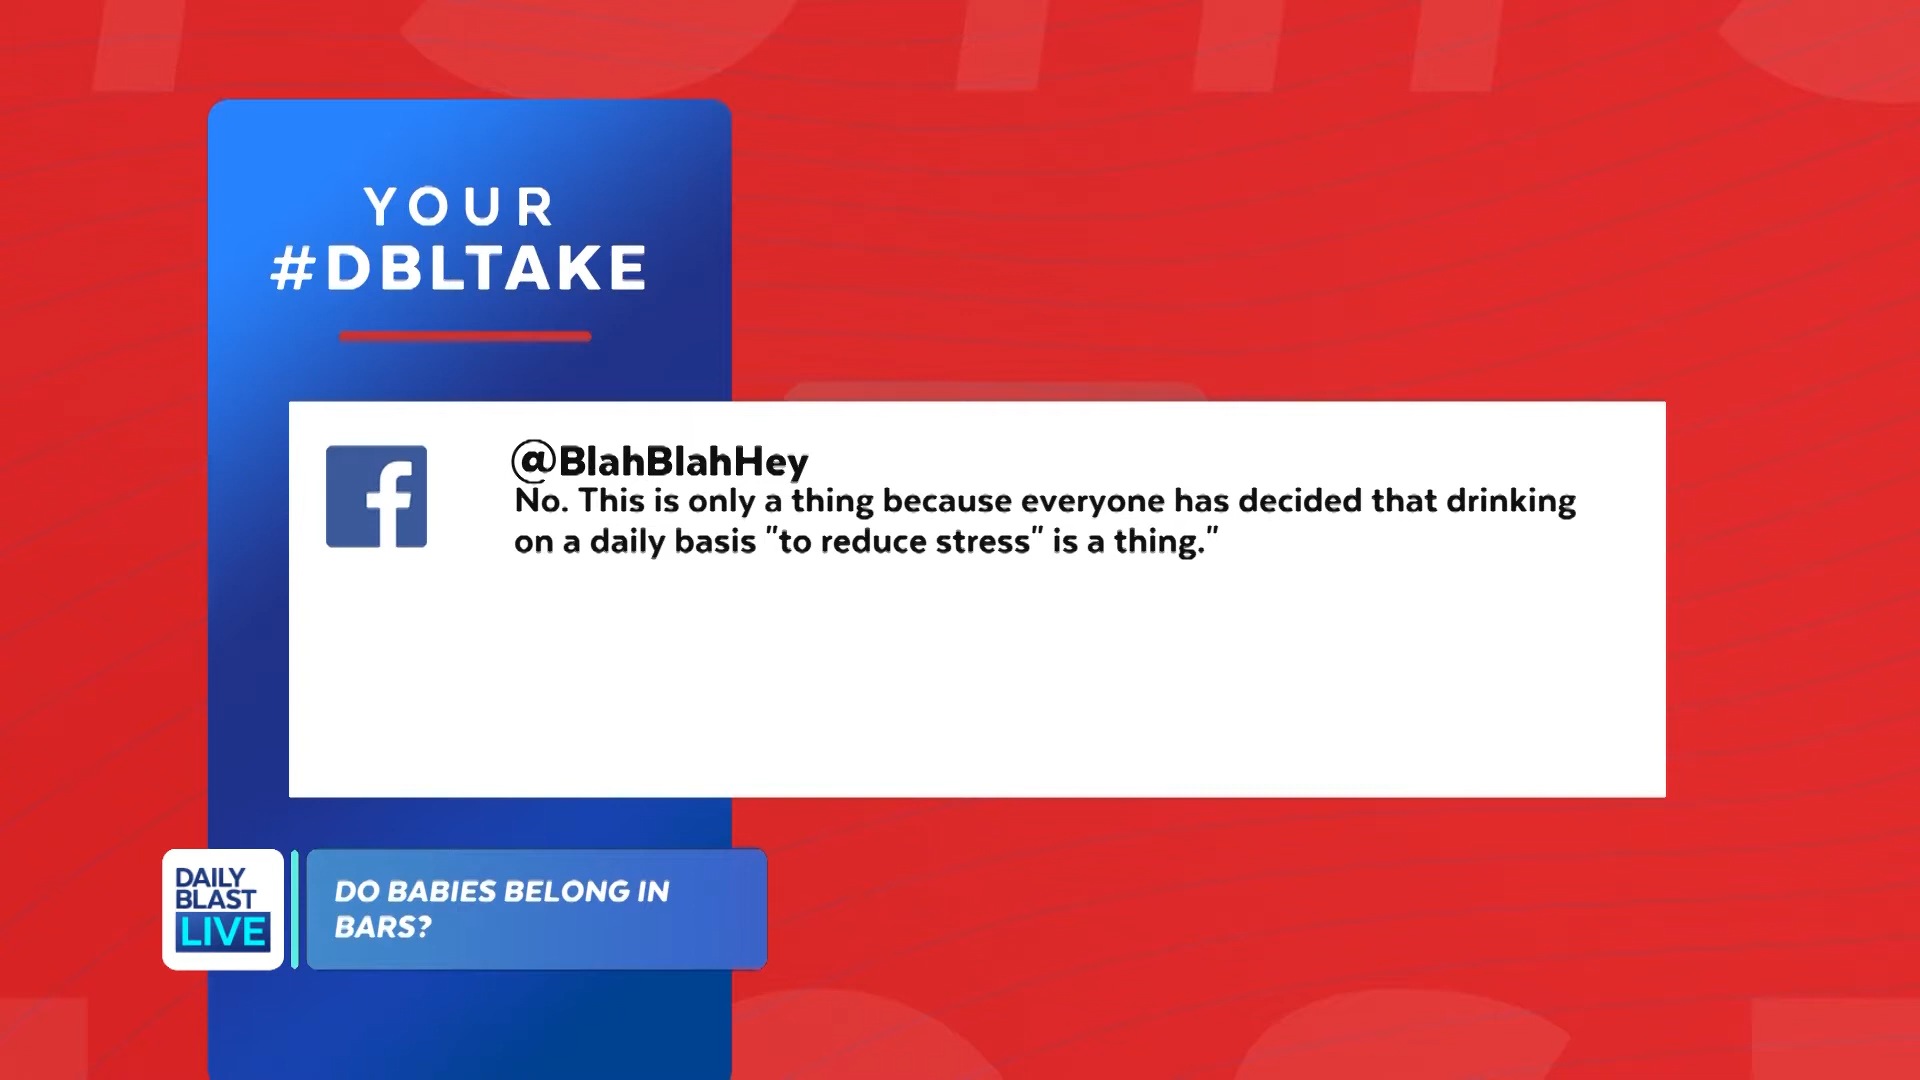 YOUR
#DBLTAKE
@BlahBlahHey
No. This is only a thing because everyone has decided that drinking
on a daily basis "to reduce stress" is a thing."
DAILY
BLAST
LIVE
DO BABIES BELONG IN
BARS?